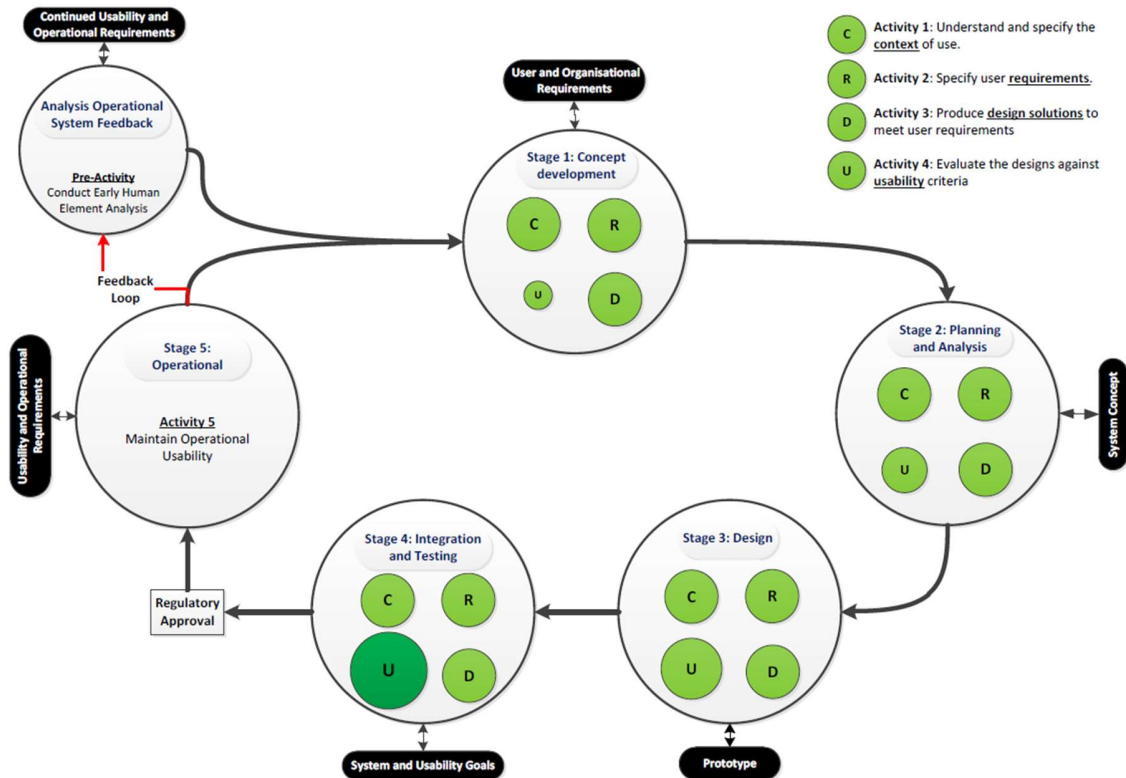 Continued Usability and
Operational Requirements
Analysis Operational
System Feedback
Pre-Activity
Conduct Early Human
Element Analysis
Feedback
Loop
User and Organisational
Requirements
Stage 1: Concept
development
C
R
U
D
C
Activity 1: Understand and specify the
context of use.
R
Activity 2: Specify user requirements.
D
Activity 3: Produce design solutions to
meet user requirements
U
Activity 4: Evaluate the designs against
usability criteria
Stage 2: Planning
and Analysis
C
R
U
D
System Concept
Stage 3: Design
C
R
U
D
Prototype
Stage 4: Integration
and Testing
C
R
U
D
System and Usability Goals
Regulatory
Approval
Stage 5:
Operational
Activity 5
Maintain Operational
Usability
Usability and Operational
Requirements